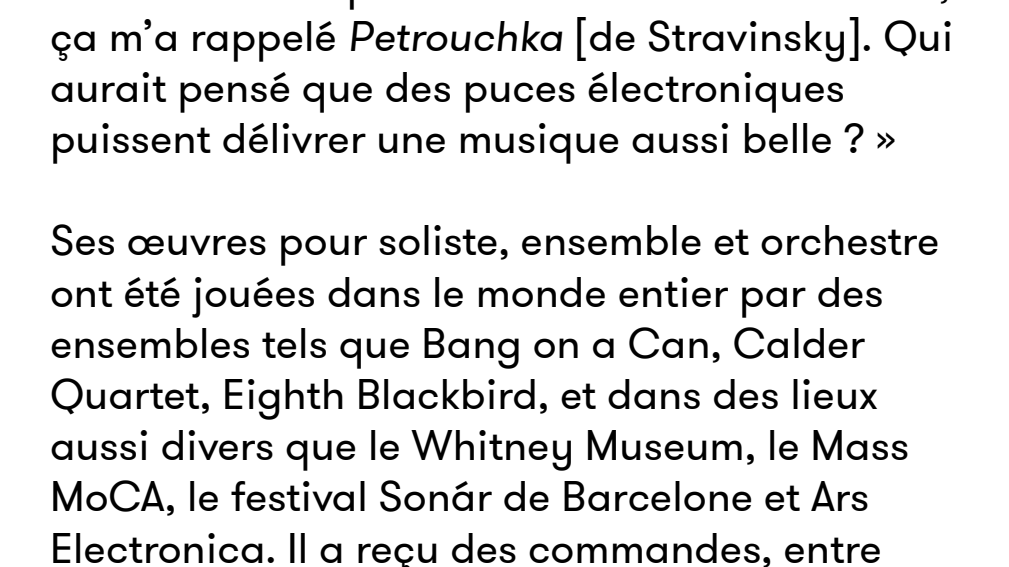 ça m’a rappelé Petrouchka [de Stravinsky]. Qui
aurait pensé que des puces électroniques
puissent délivrer une musique aussi belle ? »
Ses œuvres pour soliste, ensemble et orchestre
ont été jouées dans le monde entier par des
ensembles tels que Bang on a Can, Calder
Quartet, Eighth Blackbird, et dans des lieux
aussi divers que le Whitney Museum, le Mass
MoCA, le festival Sonár de Barcelone et Ars
Electronica. Il a reçu des commandes, entre